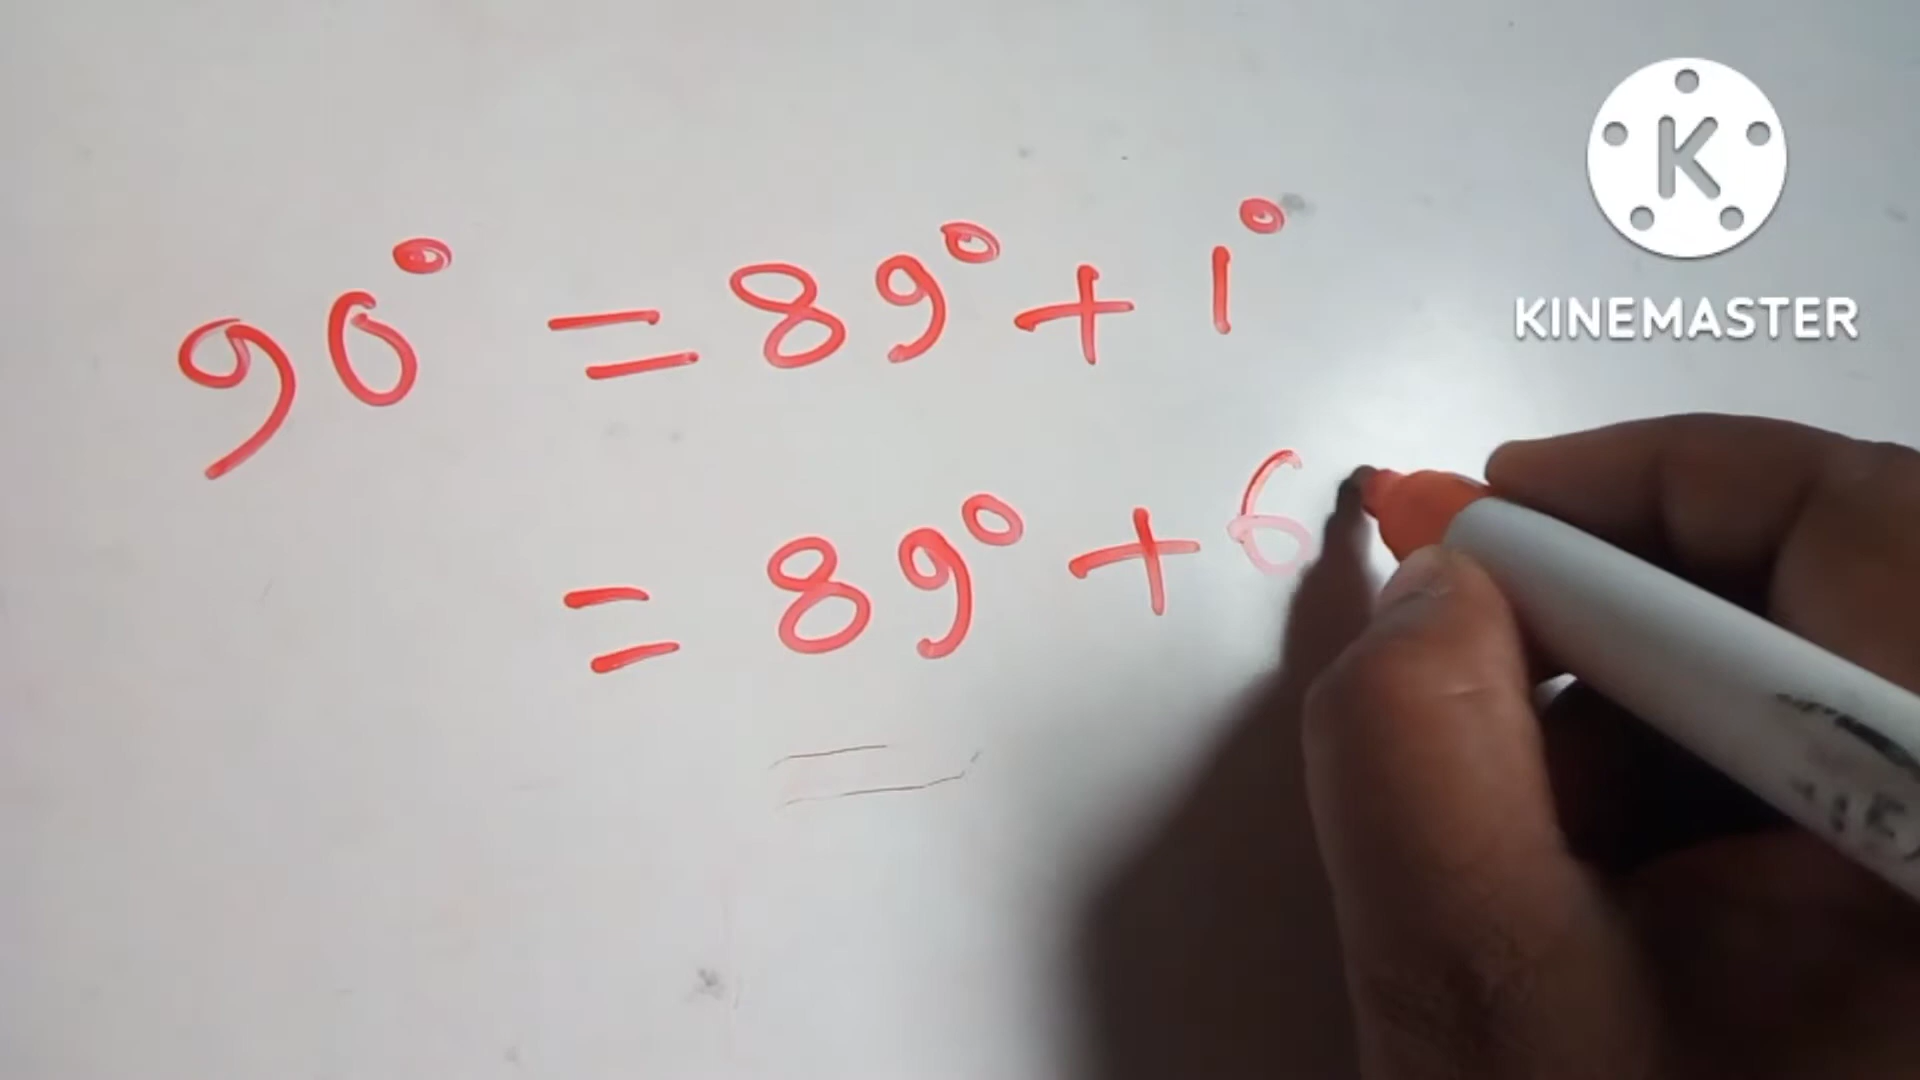 90° = 89° + 1°
= 89° + 6
K
KINEMASTER